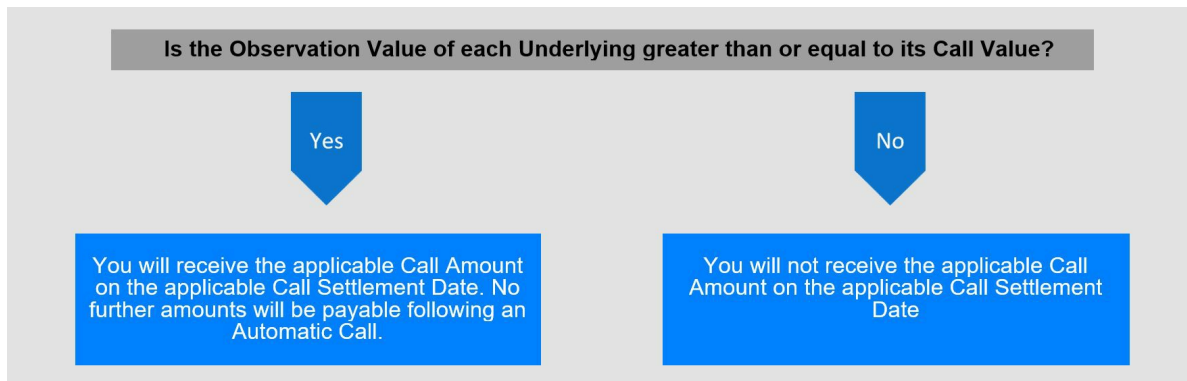 Is the Observation Value of each Underlying greater than or equal to its Call Value?
Yes
No
You will receive the applicable Call Amount
on the applicable Call Settlement Date. No
further amounts will be payable following an
Automatic Call.
You will not receive the applicable Call
Amount on the applicable Call Settlement
Date